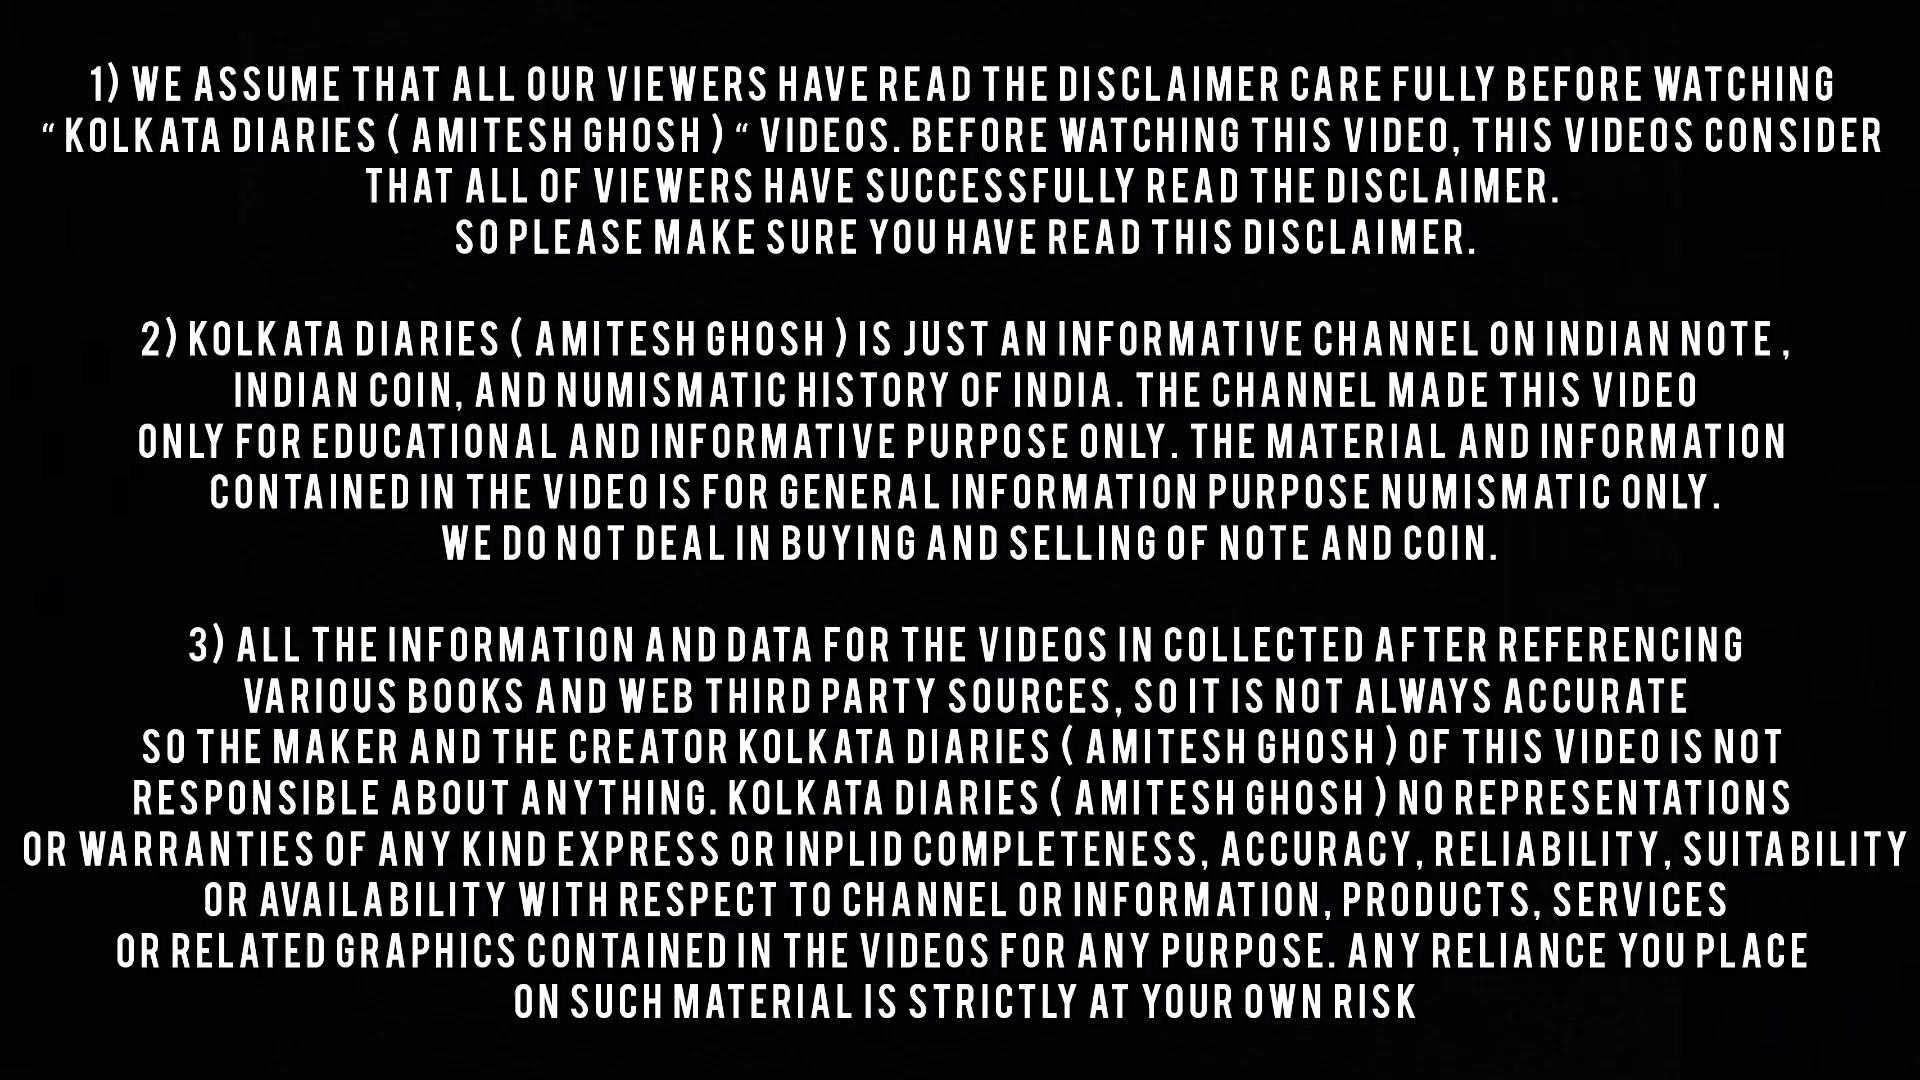 1) WE ASSUME THAT ALL OUR VIEWERS HAVE READ THE DISCLAIMER CARE FULLY BEFORE WATCHING
“ KOLKATA DIARIES ( AMITESH GHOSH ) “ VIDEOS. BEFORE WATCHING THIS VIDEO, THIS VIDEOS CONSIDER
THAT ALL OF VIEWERS HAVE SUCCESSFULLY READ THE DISCLAIMER.
SO PLEASE MAKE SURE YOU HAVE READ THIS DISCLAIMER.
2) KOLKATA DIARIES ( AMITESH GHOSH ) IS JUST AN INFORMATIVE CHANNEL ON INDIAN NOTE ,
INDIAN COIN, AND NUMISMATIC HISTORY OF INDIA. THE CHANNEL MADE THIS VIDEO
ONLY FOR EDUCATIONAL AND INFORMATIVE PURPOSE ONLY. THE MATERIAL AND INFORMATION
CONTAINED IN THE VIDEO IS FOR GENERAL INFORMATION PURPOSE NUMISMATIC ONLY.
WE DO NOT DEAL IN BUYING AND SELLING OF NOTE AND COIN.
3) ALL THE INFORMATION AND DATA FOR THE VIDEOS IN COLLECTED AFTER REFERENCING
VARIOUS BOOKS AND WEB THIRD PARTY SOURCES, SO IT IS NOT ALWAYS ACCURATE
SO THE MAKER AND THE CREATOR KOLKATA DIARIES ( AMITESH GHOSH ) OF THIS VIDEO IS NOT
RESPONSIBLE ABOUT ANYTHING. KOLKATA DIARIES ( AMITESH GHOSH ) NO REPRESENTATIONS
OR WARRANTIES OF ANY KIND EXPRESS OR INPLID COMPLETENESS, ACCURACY, RELIABILITY, SUITABILITY
OR AVAILABILITY WITH RESPECT TO CHANNEL OR INFORMATION, PRODUCTS, SERVICES
OR RELATED GRAPHICS CONTAINED IN THE VIDEOS FOR ANY PURPOSE. ANY RELIANCE YOU PLACE
ON SUCH MATERIAL IS STRICTLY AT YOUR OWN RISK